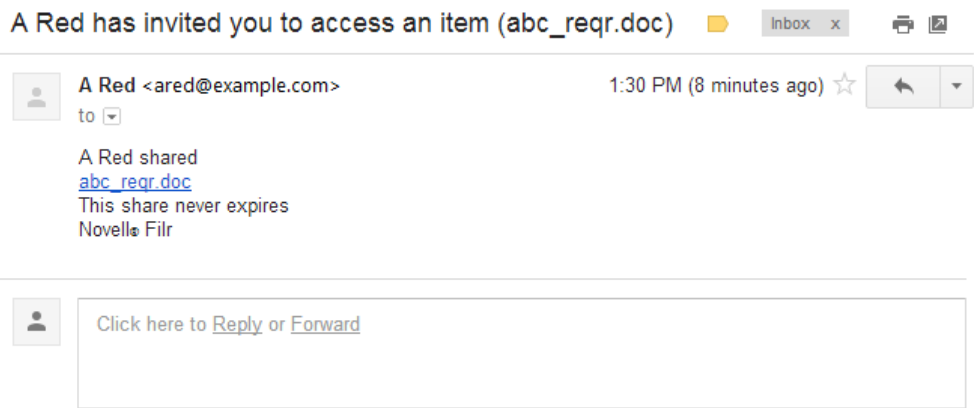 A Red has invited you to access an item (abc_reqr.doc) Inbox x
A Red <ared@example.com> 1:30 PM (8 minutes ago)
to
A Red shared
abc_reqr.doc
This share never expires
Novell® Filr
Click here to Reply or Forward